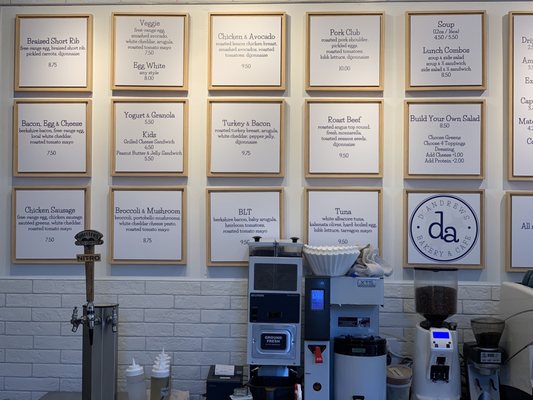 Braised Short Rib
free-range egg, braised short rib
pickled carrots, dijonnaise
8.75
Veggie
free-range egg,
smashed avocado,
white cheddar, arugula
roasted tomato mayo
7.50
Egg White
any style
8.00
Chicken & Avocado
roasted lemon chicken breast,
smashed avocado, roasted
tomato, dijonnaise
9.50
Pork Club
roasted pork shoulder,
pickled eggs,
roasted tomatoes
bibb lettuce, dijonnaise
10.00
Soup
(12oz / 16oz)
4.50 / 5.50
Lunch Combos
soup & side salad
soup & ½ sandwich
side salad & ½ sandwich
8.50
Bacon, Egg & Cheese
berkshire bacon, free-range egg,
local white cheddar,
roasted tomato mayo
7.50
Yogurt & Granola
5.50
Kids
Grilled Cheese Sandwich
4.50
Peanut Butter & Jelly Sandwich
5.50
Turkey & Bacon
roasted turkey breast, arugula,
white cheddar, pepper jelly,
dijonnaise
9.50
Roast Beef
roasted angus top round,
fresh mozzarella,
roasted tomatoes,
dijonnaise
9.50
Build Your Own Salad
8.50
Choose Greens
Choose 4 Toppings
Dressing
Add Cheese +1.00
Add Protein +2.00
Chicken Sausage
free-range egg, chicken sausage
sautéed greens, white cheddar,
roasted tomato mayo
Broccoli & Mushroom
broccoli, portobello mushrooms
white cheddar cheese
roasted tomato mayo
8.75
BLT
berkshire bacon, baby arugula,
heirloom tomatoes,
roasted tomato mayo
9.50
Tuna
white albacore tuna,
kalamata olives, hard-boiled egg,
bibb lettuce, tarragon mayo
9.50
D. ANDREWS
da
BAKERY & CAFE
All
NITRO
GROUND
FRESH